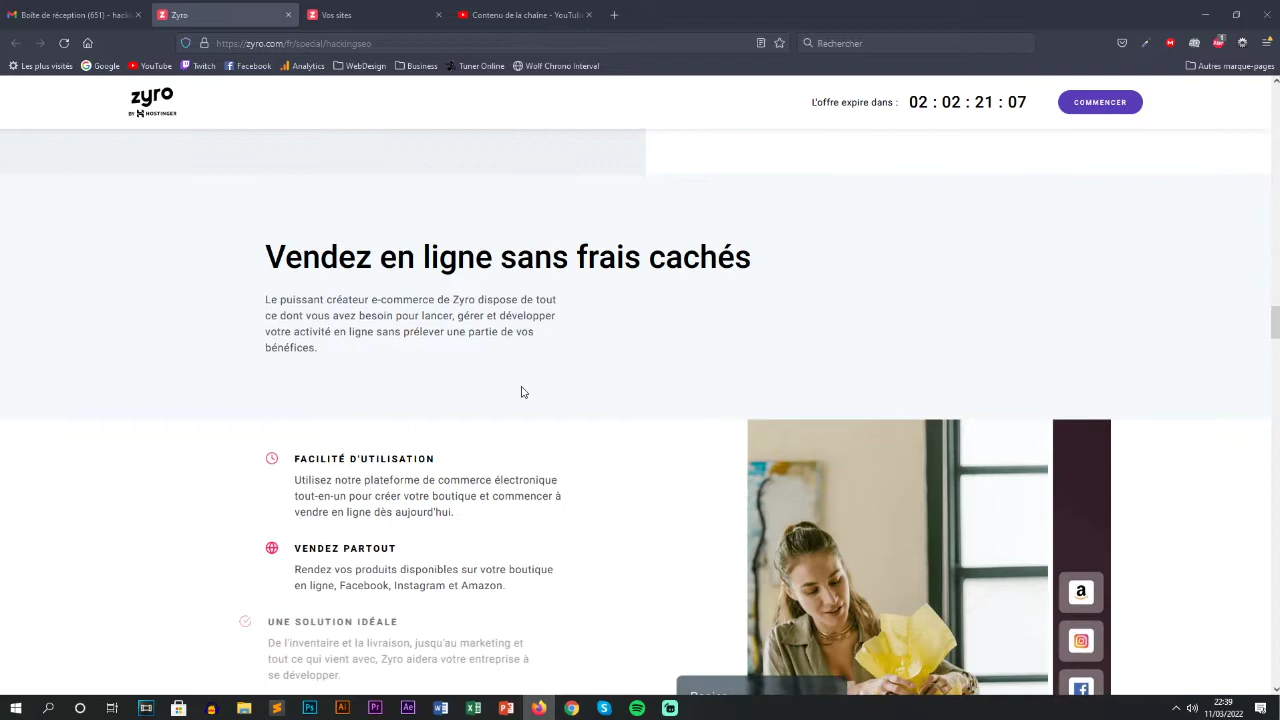 Boîte de réception (651) - hacki
Zyro
Vos sites
Contenu de la chaîne - YouTube
https://zyro.com/fr/special/hackingseo
Rechercher
Les plus visités
Google
YouTube
Twitch
Facebook
Analytics
WebDesign
Business
Tuner Online
Wolf Chrono Interval
Autres marque-pages
zyro
BY HOSTINGER
L'offre expire dans :
02 : 02 : 21 : 07
COMMENCER
Vendez en ligne sans frais cachés
Le puissant créateur e-commerce de Zyro dispose de tout
ce dont vous avez besoin pour lancer, gérer et développer
votre activité en ligne sans prélever une partie de vos
bénéfices.
FACILITÉ D'UTILISATION
Utilisez notre plateforme de commerce électronique
tout-en-un pour créer votre boutique et commencer à
vendre en ligne dès aujourd'hui.
VENDEZ PARTOUT
Rendez vos produits disponibles sur votre boutique
en ligne, Facebook, Instagram et Amazon.
UNE SOLUTION IDÉALE
De l'inventaire et la livraison, jusqu'au marketing et
tout ce qui vient avec, Zyro aidera votre entreprise à
se développer.
22:39
11/03/2022